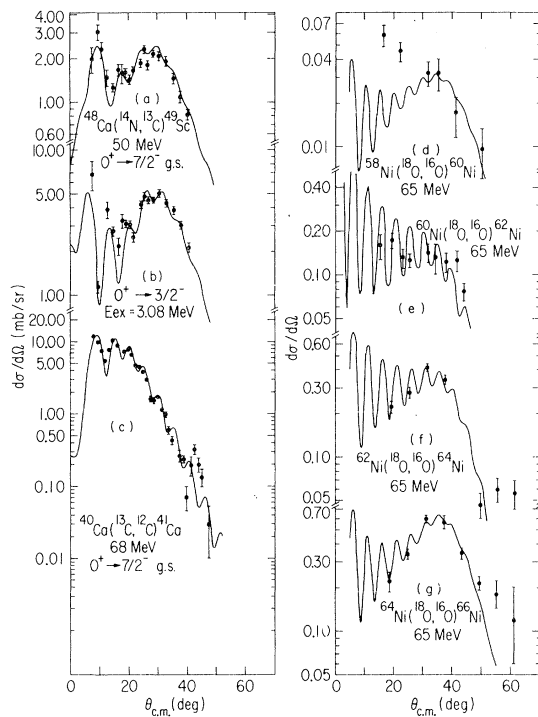 dσ/dΩ (mb/sr)
4.00
3.00
2.00
1.00
0.60
(a)
⁴⁸Ca(¹⁴N, ¹³C)⁴⁹Sc
50 MeV
O⁺→7/2⁻ g.s.
10.00
5.00
1.00
(b)
O⁺→3/2⁻
Eex = 3.08 MeV
20.00
10.00
5.00
1.00
0.50
0.10
0.01
(c)
⁴⁰Ca(¹³C, ¹²C)⁴¹Ca
68 MeV
O⁺→7/2⁻ g.s.
0 20 40 60
θc.m.(deg)
dσ/dΩ
0.07
0.04
0.01
(d)
⁵⁸Ni(¹⁸O, ¹⁶O)⁶⁰Ni
65 MeV
0.40
0.20
0.10
0.05
⁶⁰Ni(¹⁸O, ¹⁶O)⁶²Ni
65 MeV
(e)
0.60
0.30
0.10
0.05
(f)
⁶²Ni(¹⁸O, ¹⁶O)⁶⁴Ni
65 MeV
0.70
0.30
0.10
0.05
(g)
⁶⁴Ni(¹⁸O, ¹⁶O)⁶⁶Ni
65 MeV
0 20 40 60
θc.m.(deg)